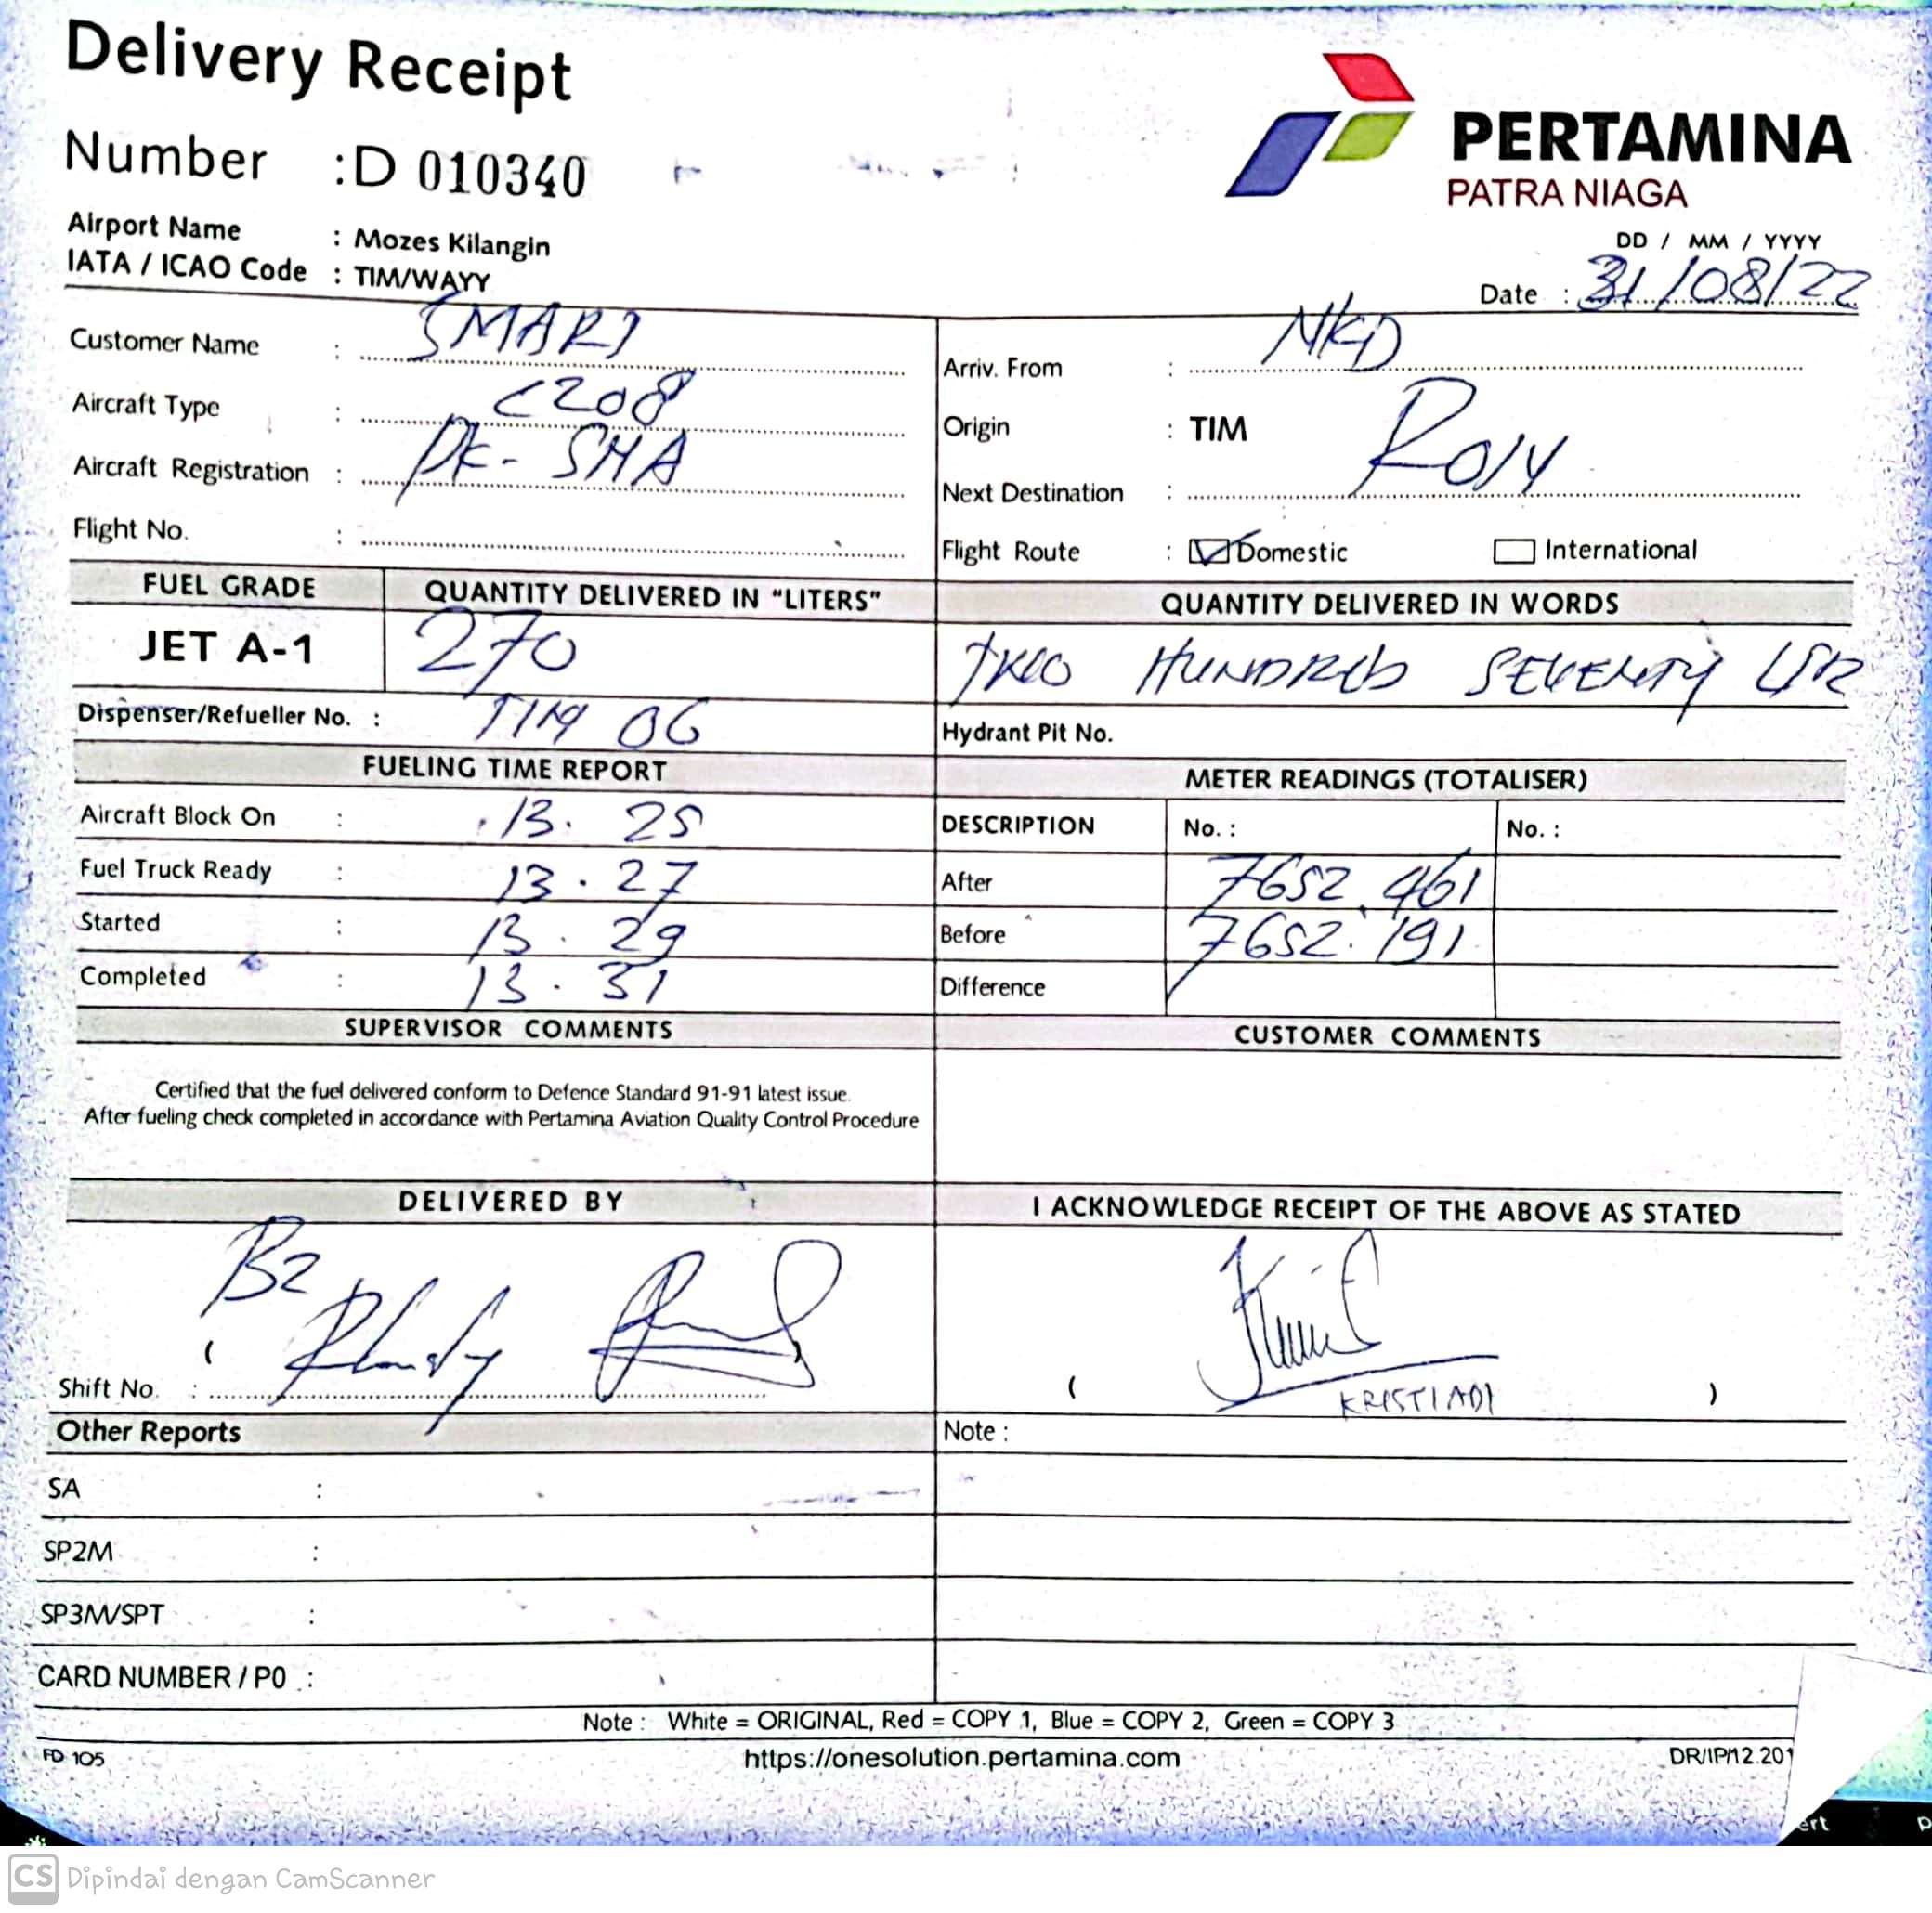 Delivery Receipt
Number : D 010340
PERTAMINA
PATRA NIAGA
Airport Name : Mozes Kilangin
IATA / ICAO Code : TIM/WAYY
DD / MM / YYYY
Date : 31/08/22
Customer Name : SMART
Arriv. From : NKD
Aircraft Type : C208
Origin : TIM
Aircraft Registration : PK-SNA
Next Destination :
Flight No. :
Flight Route : Domestic International
FUEL GRADE QUANTITY DELIVERED IN "LITERS" QUANTITY DELIVERED IN WORDS
JET A-1 270 TWO HUNDRED SEVENTY LTR
Dispenser/Refueller No. : TIM 06 Hydrant Pit No.
FUELING TIME REPORT METER READINGS (TOTALISER)
Aircraft Block On : 13. 25 DESCRIPTION No. : No. :
Fuel Truck Ready : 13. 27 After 7652.461
Started : 13. 29 Before 7652.191
Completed : 13. 31 Difference
SUPERVISOR COMMENTS CUSTOMER COMMENTS
Certified that the fuel delivered conform to Defence Standard 91-91 latest issue.
After fueling check completed in accordance with Pertamina Aviation Quality Control Procedure
DELIVERED BY I ACKNOWLEDGE RECEIPT OF THE ABOVE AS STATED
B2
(
Shift No. : ( KRISTIADI )
Other Reports Note :
SA :
SP2M :
SP3M/SPT :
CARD NUMBER / P0 :
Note : White = ORIGINAL, Red = COPY 1, Blue = COPY 2, Green = COPY 3
FD 105 https://onesolution.pertamina.com DR/IP/12.201
CS Dipindai dengan CamScanner